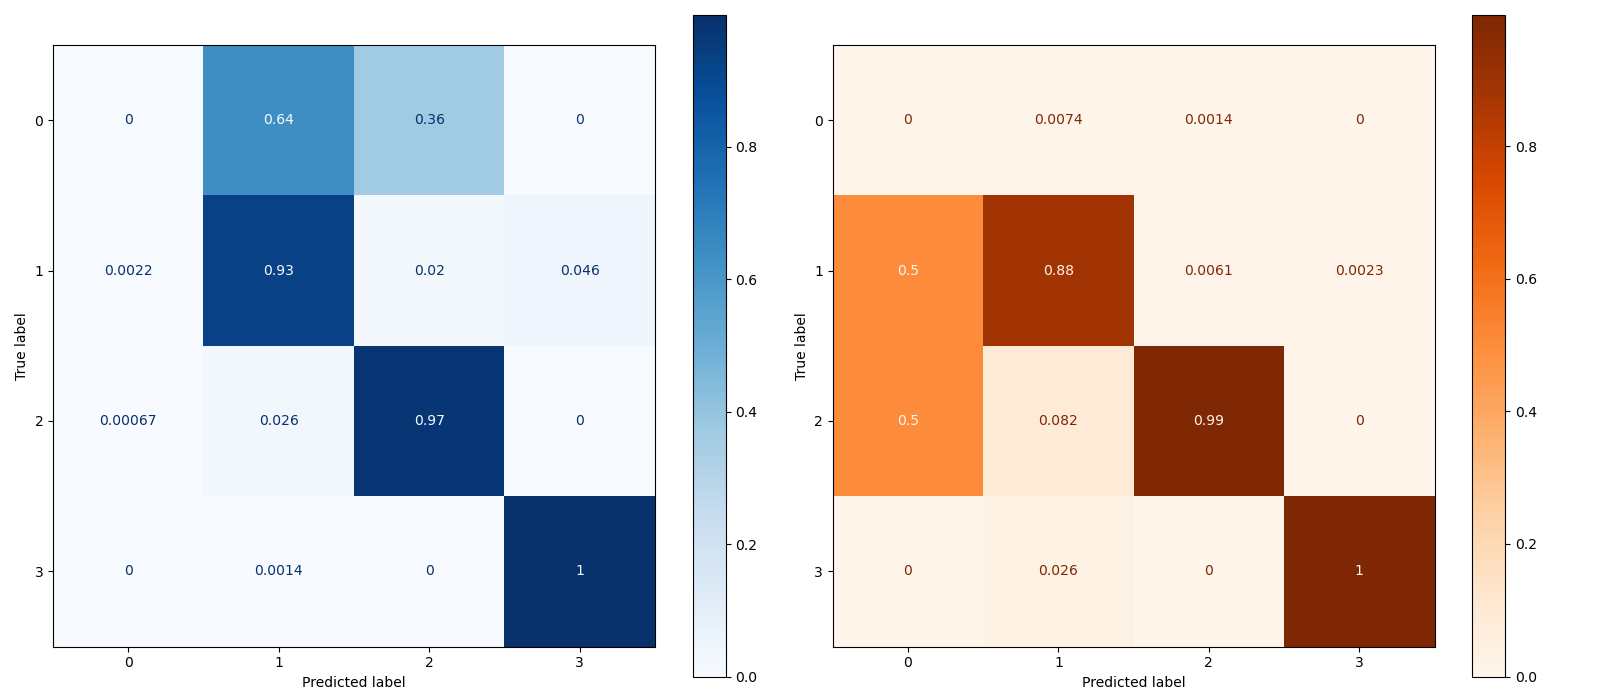 0 0 0.64 0.36 0
1 0.0022 0.93 0.02 0.046
2 0.00067 0.026 0.97 0
3 0 0.0014 0 1
0 1 2 3
Predicted label
True label
0.8
0.6
0.4
0.2
0.0
0 0 0.0074 0.0014 0
1 0.5 0.88 0.0061 0.0023
2 0.5 0.082 0.99 0
3 0 0.026 0 1
0 1 2 3
Predicted label
True label
0.8
0.6
0.4
0.2
0.0